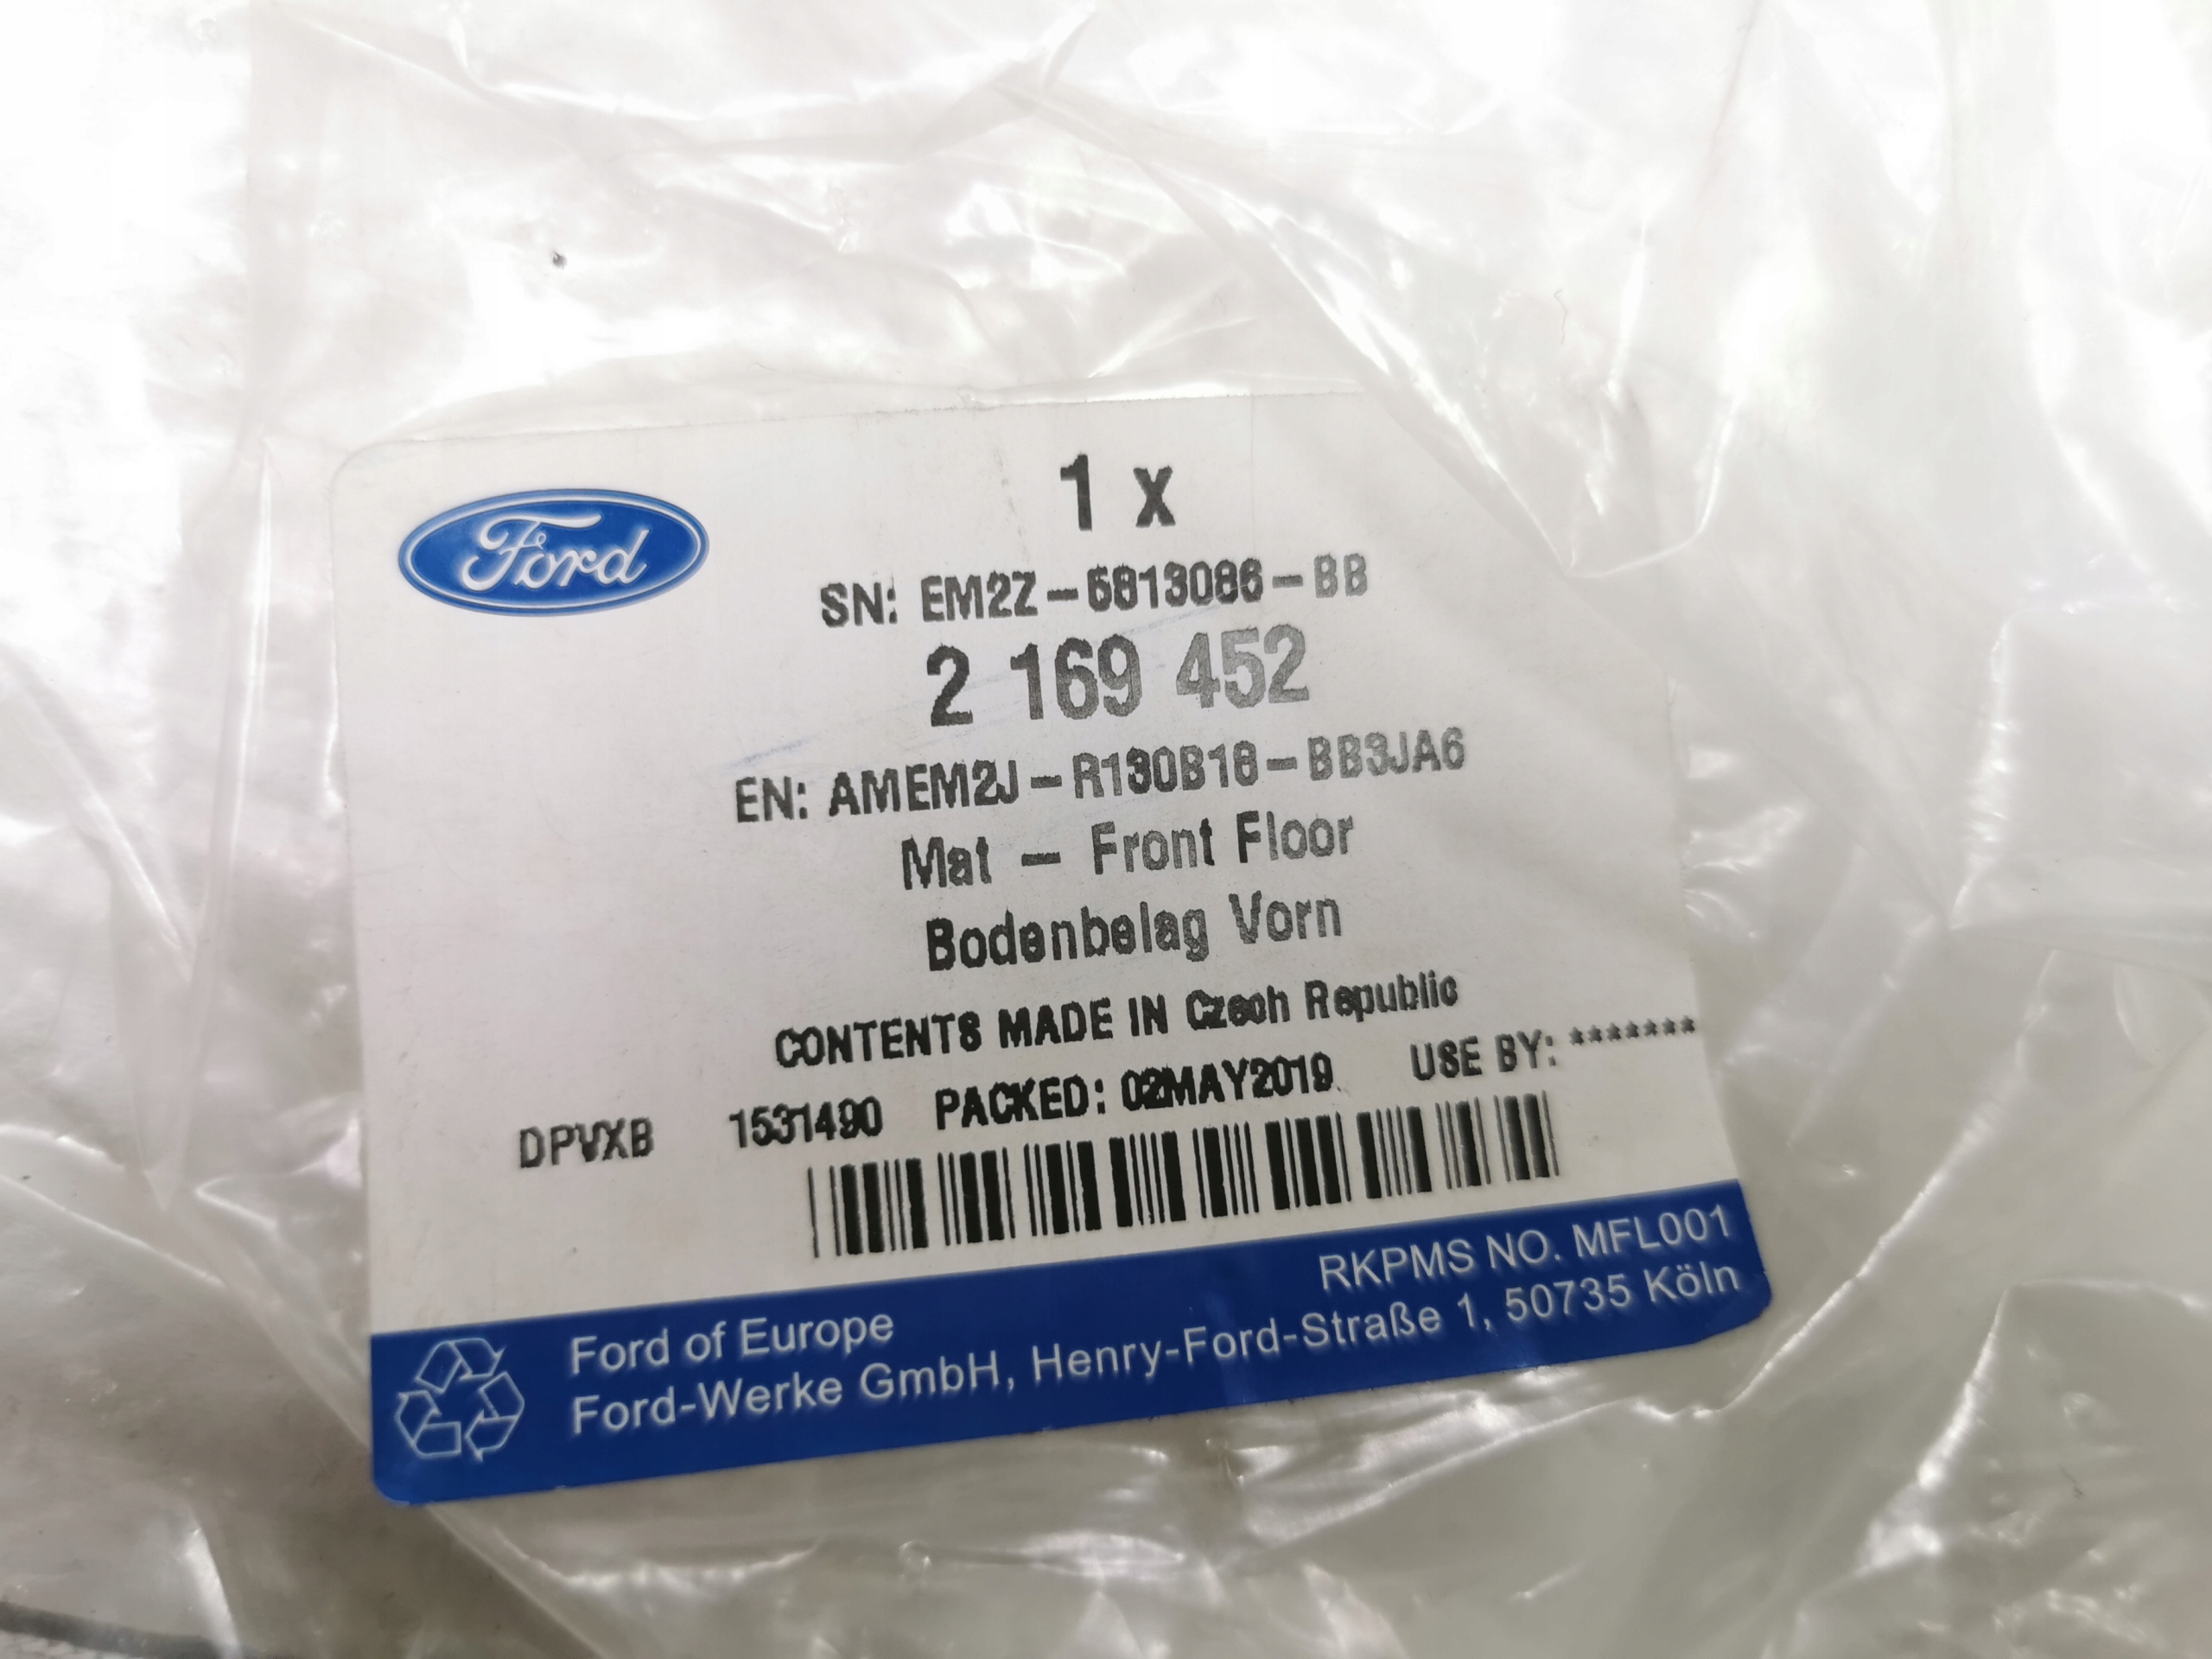 Ford
1 x
SN: EM2Z-5813086-BB
2 169 452
EN: AMEM2J-R130B18-BB3JA6
Mat - Front Floor
Bodenbelag Vorn
CONTENTS MADE IN Czech Republic
DPVXB 1531490 PACKED: 02MAY2019 USE BY: *******
RKPMS NO. MFL001
Ford of Europe
Ford-Werke GmbH, Henry-Ford-Straße 1, 50735 Köln